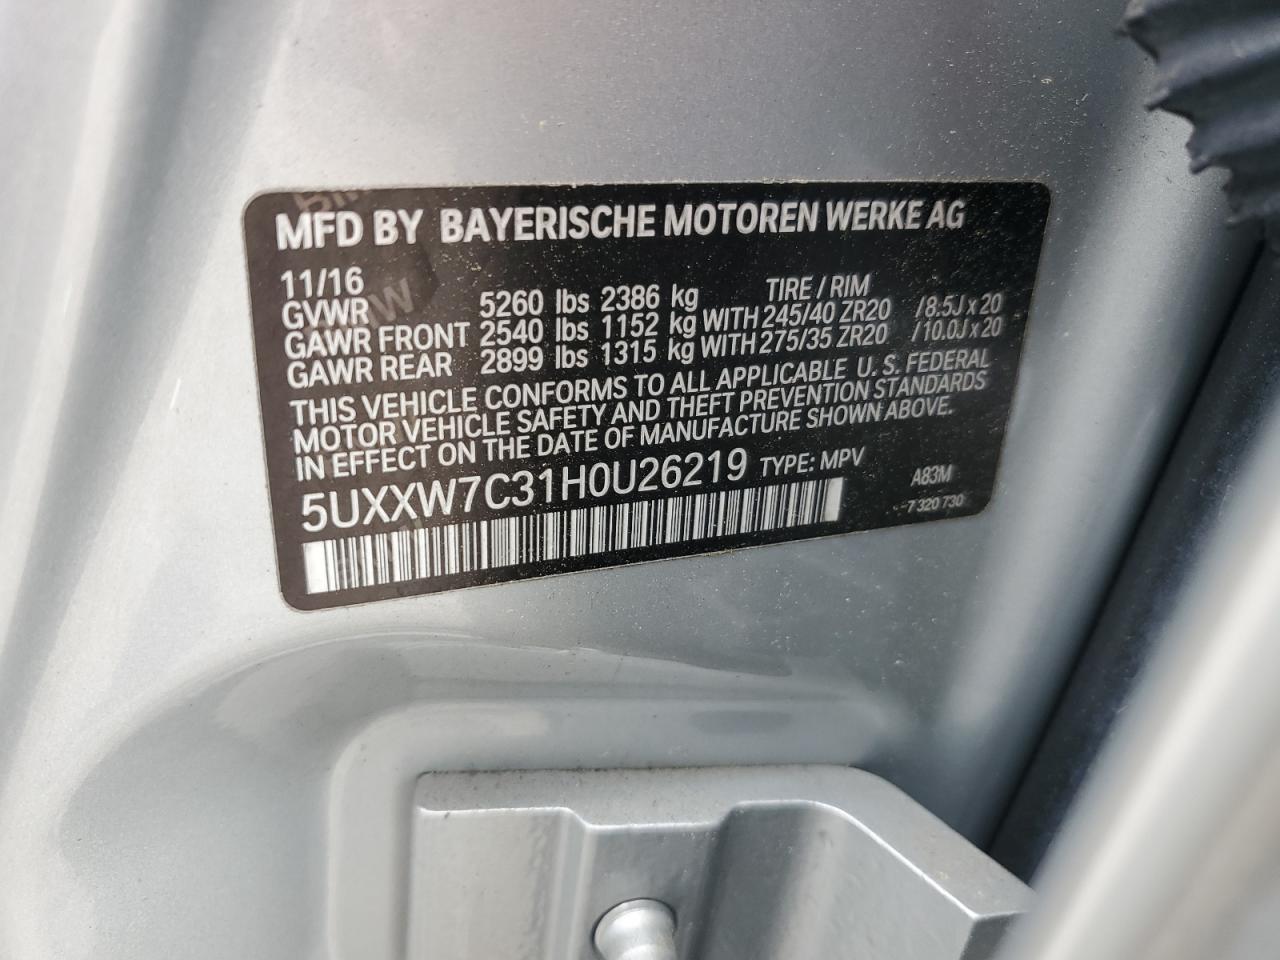 MFD BY BAYERISCHE MOTOREN WERKE AG
11/16 TIRE / RIM
GVWR 5260 lbs 2386 kg
GAWR FRONT 2540 lbs 1152 kg WITH 245/40 ZR20 /8.5J x 20
GAWR REAR 2899 lbs 1315 kg WITH 275/35 ZR20 /10.0J x 20
THIS VEHICLE CONFORMS TO ALL APPLICABLE U. S. FEDERAL
MOTOR VEHICLE SAFETY AND THEFT PREVENTION STANDARDS
IN EFFECT ON THE DATE OF MANUFACTURE SHOWN ABOVE.
5UXXW7C31H0U26219 TYPE: MPV A83M
7 320 730